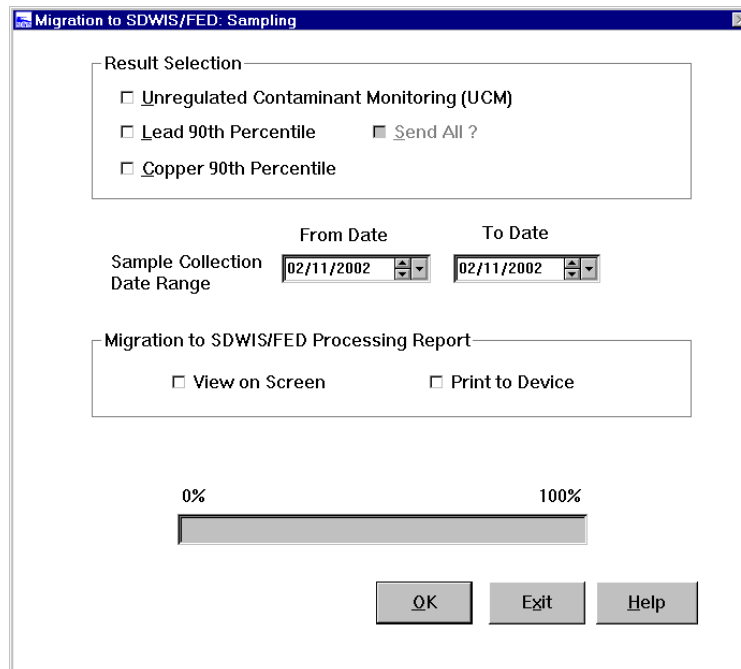 Migration to SDWIS/FED: Sampling
Result Selection
Unregulated Contaminant Monitoring (UCM)
Lead 90th Percentile Send All ?
Copper 90th Percentile
From Date To Date
Sample Collection Date Range
02/11/2002 02/11/2002
Migration to SDWIS/FED Processing Report
View on Screen Print to Device
0% 100%
OK Exit Help